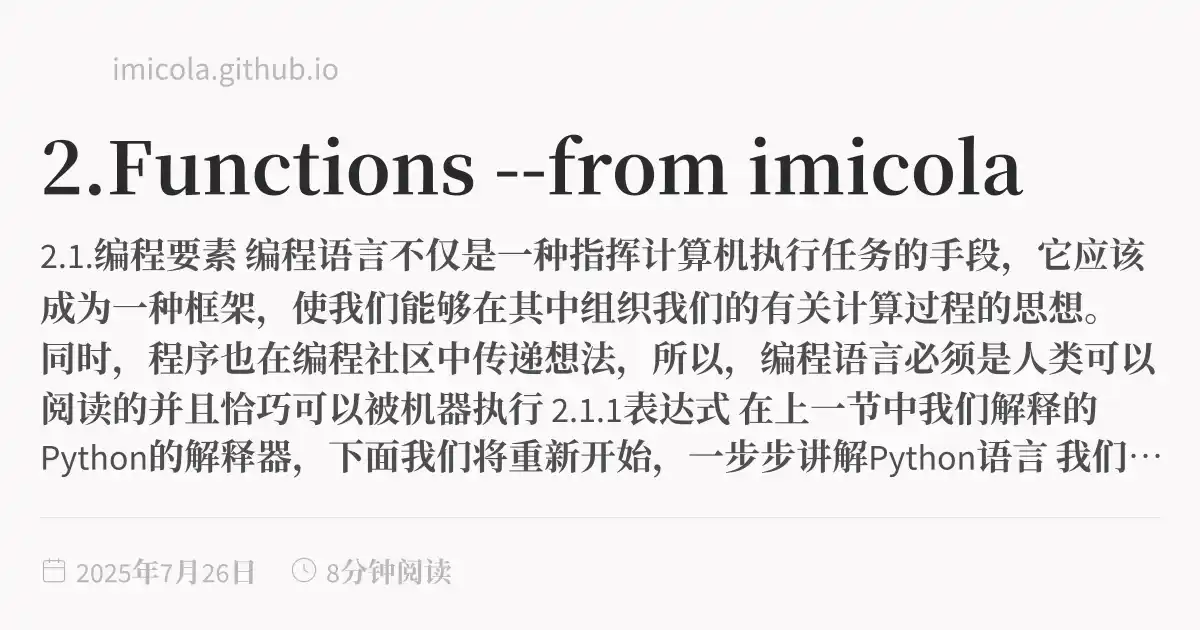 imicola.github.io
2.Functions --from imicola
2.1.编程要素 编程语言不仅是一种指挥计算机执行任务的手段，它应该
成为一种框架，使我们能够在其中组织我们的有关计算过程的思想。
同时，程序也在编程社区中传递想法，所以，编程语言必须是人类可以
阅读的并且恰巧可以被机器执行 2.1.1表达式 在上一节中我们解释的
Python的解释器，下面我们将重新开始，一步步讲解Python语言 我们…
2025年7月26日 8分钟阅读